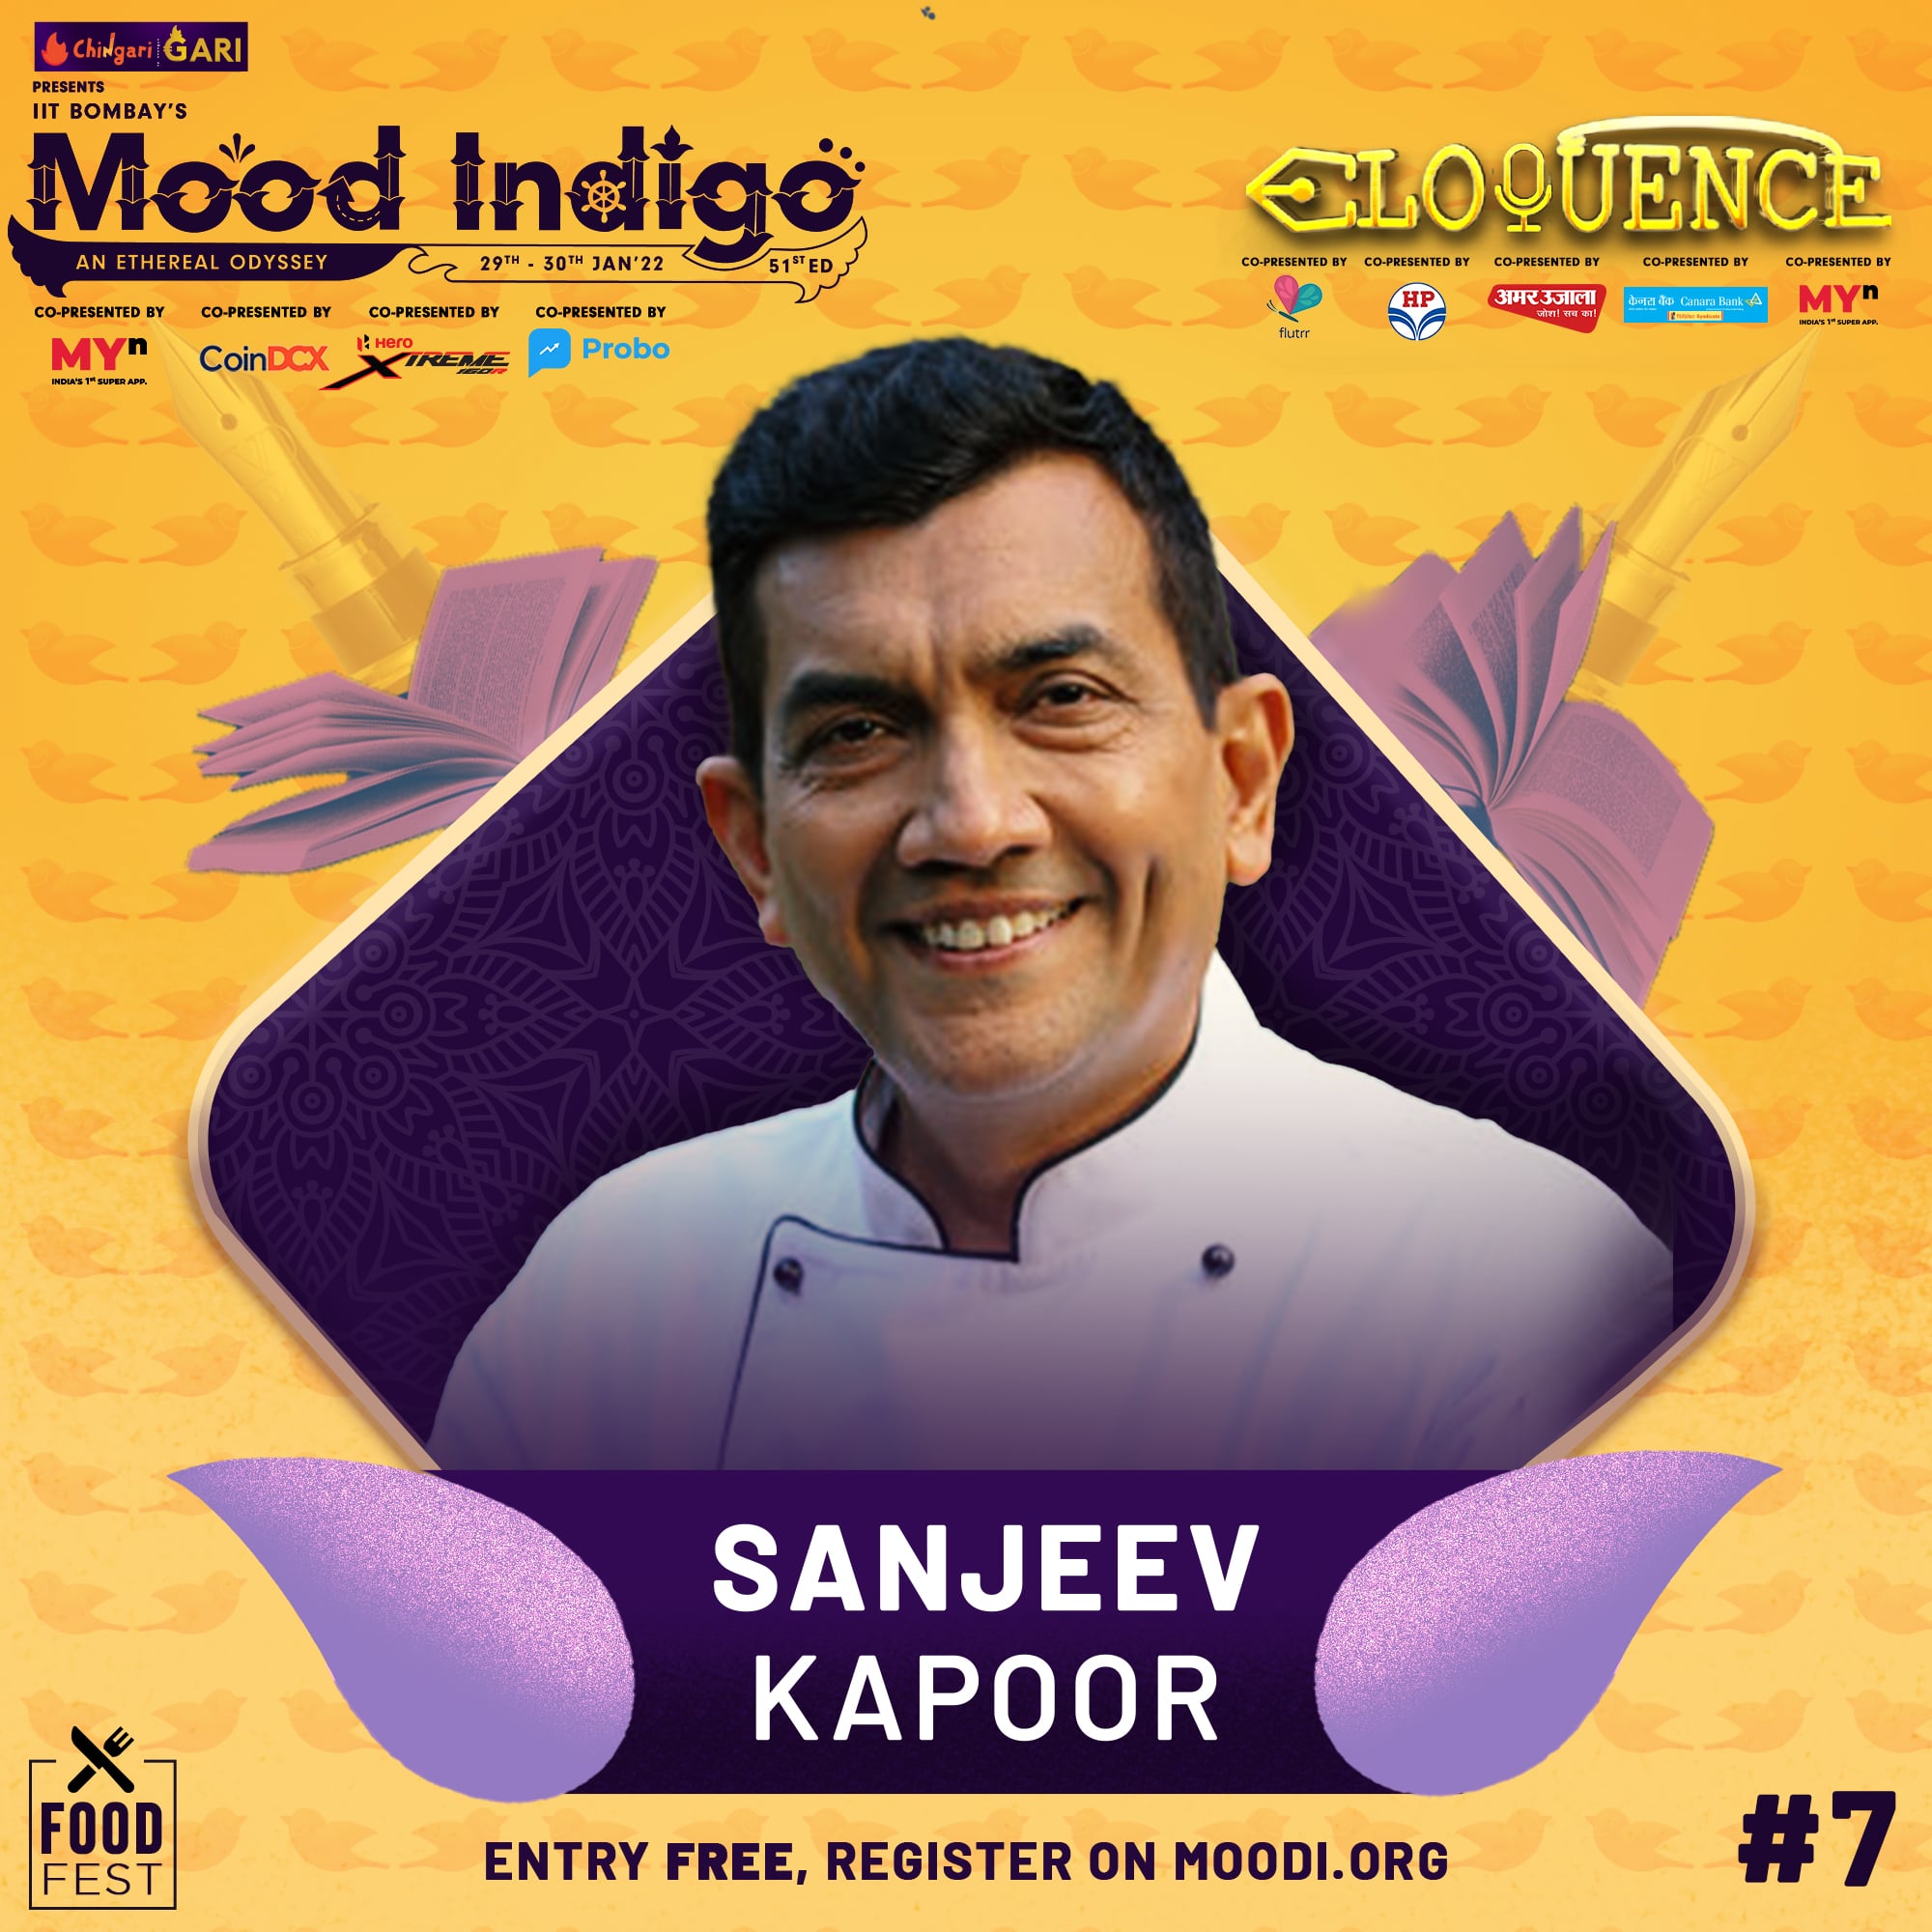 Chingari GARI
PRESENTS
IIT BOMBAY'S
Mood Indigo
AN ETHEREAL ODYSSEY
29TH - 30TH JAN'22
51ST ED
CO-PRESENTED BY CO-PRESENTED BY CO-PRESENTED BY CO-PRESENTED BY
MYn CoinDCX Hero XTREME 160R Probo
INDIA'S 1st SUPER APP.
ELOQUENCE
CO-PRESENTED BY CO-PRESENTED BY CO-PRESENTED BY CO-PRESENTED BY CO-PRESENTED BY
flutrr HP अमर उजाला केनरा बैंक Canara Bank MYn
जोश! सच का!
INDIA'S 1st SUPER APP.
SANJEEV
KAPOOR
FOOD
FEST
ENTRY FREE, REGISTER ON MOODI.ORG
#7